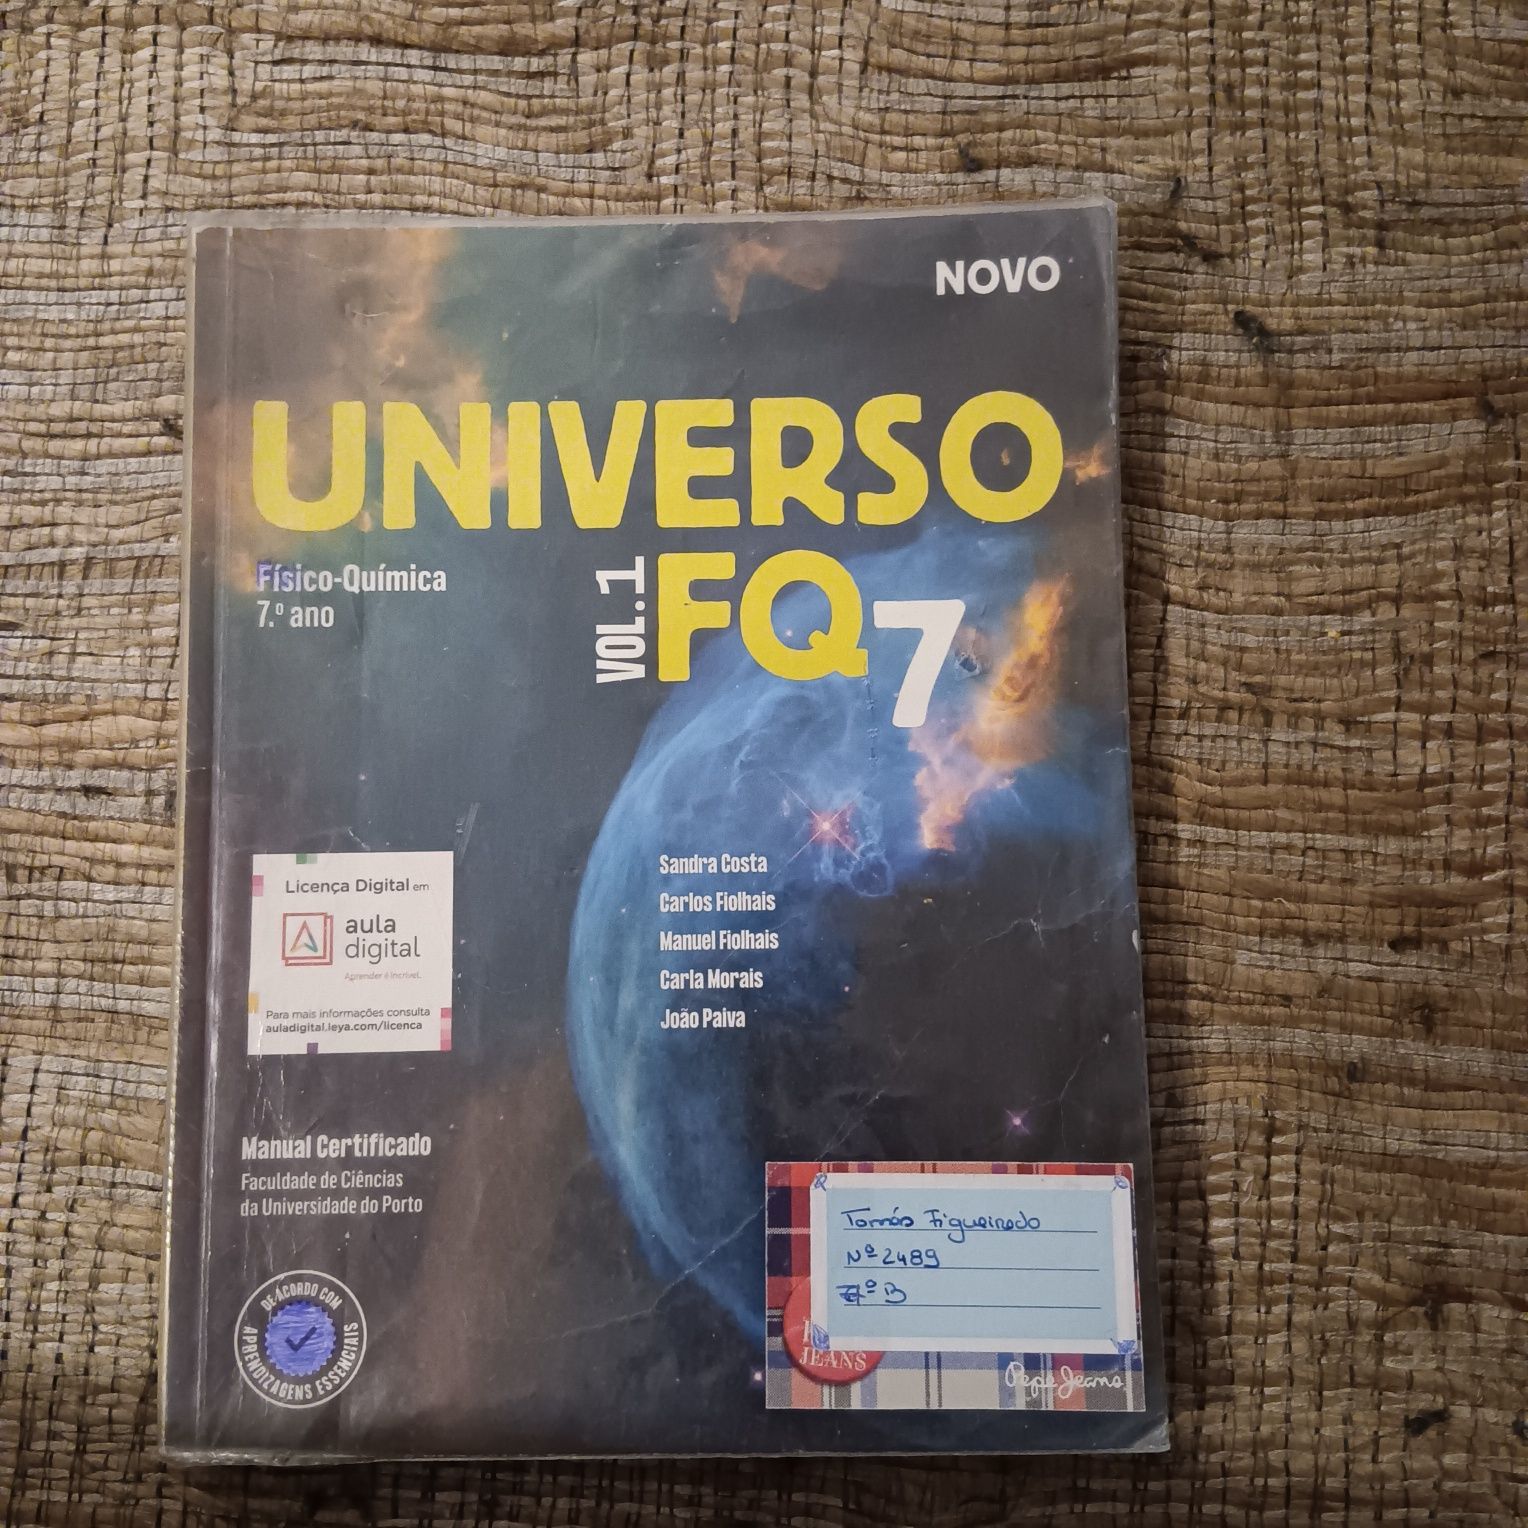 NOVO
UNIVERSO
VOL.1
FQ7
Físico-Química
7.º ano
Sandra Costa
Carlos Fiolhais
Manuel Fiolhais
Carla Morais
João Paiva
Licença Digital em
aula
digital
Aprender é incrível.
Para mais informações consulta
auladigital.leya.com/licenca
Manual Certificado
Faculdade de Ciências
da Universidade do Porto
DE ACORDO COM
APRENDIZAGENS ESSENCIAIS
Tomás Figueiredo
Nº 2489
7º B
JEANS
Pepe Jeans